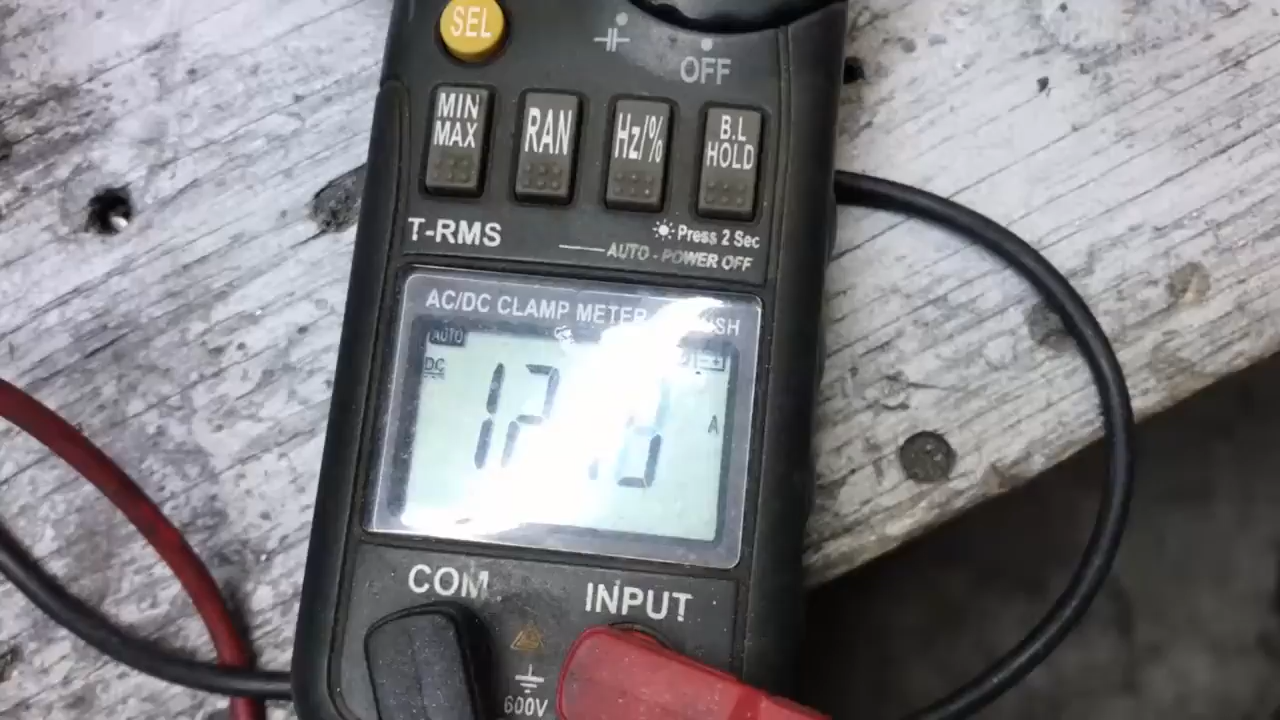 SEL
OFF
MIN MAX
RAN
Hz/%
B.L HOLD
T-RMS
Press 2 Sec
AUTO - POWER OFF
AC/DC CLAMP METER
AUTO
DC
A
COM
INPUT
600V